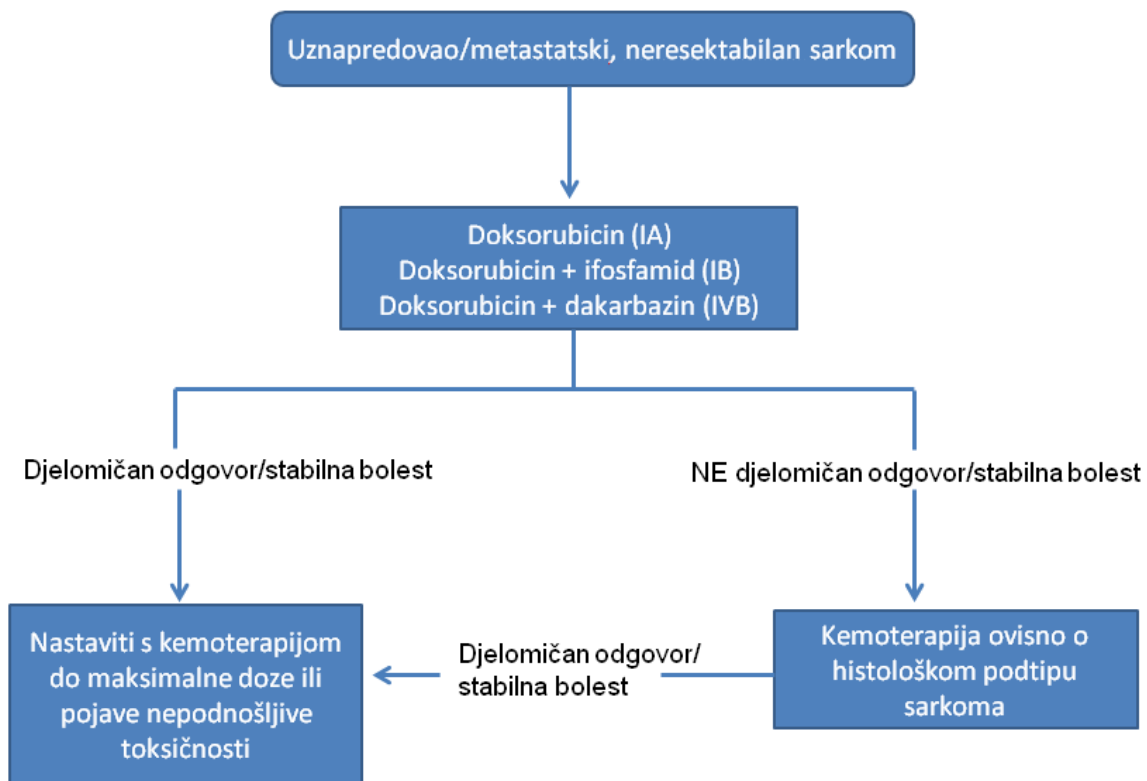 Uznapredovao/metastatski, neresektabilan sarkom
Doksorubicin (IA)
Doksorubicin + ifosfamid (IB)
Doksorubicin + dakarbazin (IVB)
Djelomičan odgovor/stabilna bolest
NE djelomičan odgovor/stabilna bolest
Nastaviti s kemoterapijom
do maksimalne doze ili
pojave nepodnošljive
toksičnosti
Djelomičan odgovor/
stabilna bolest
Kemoterapija ovisno o
histološkom podtipu
sarkoma